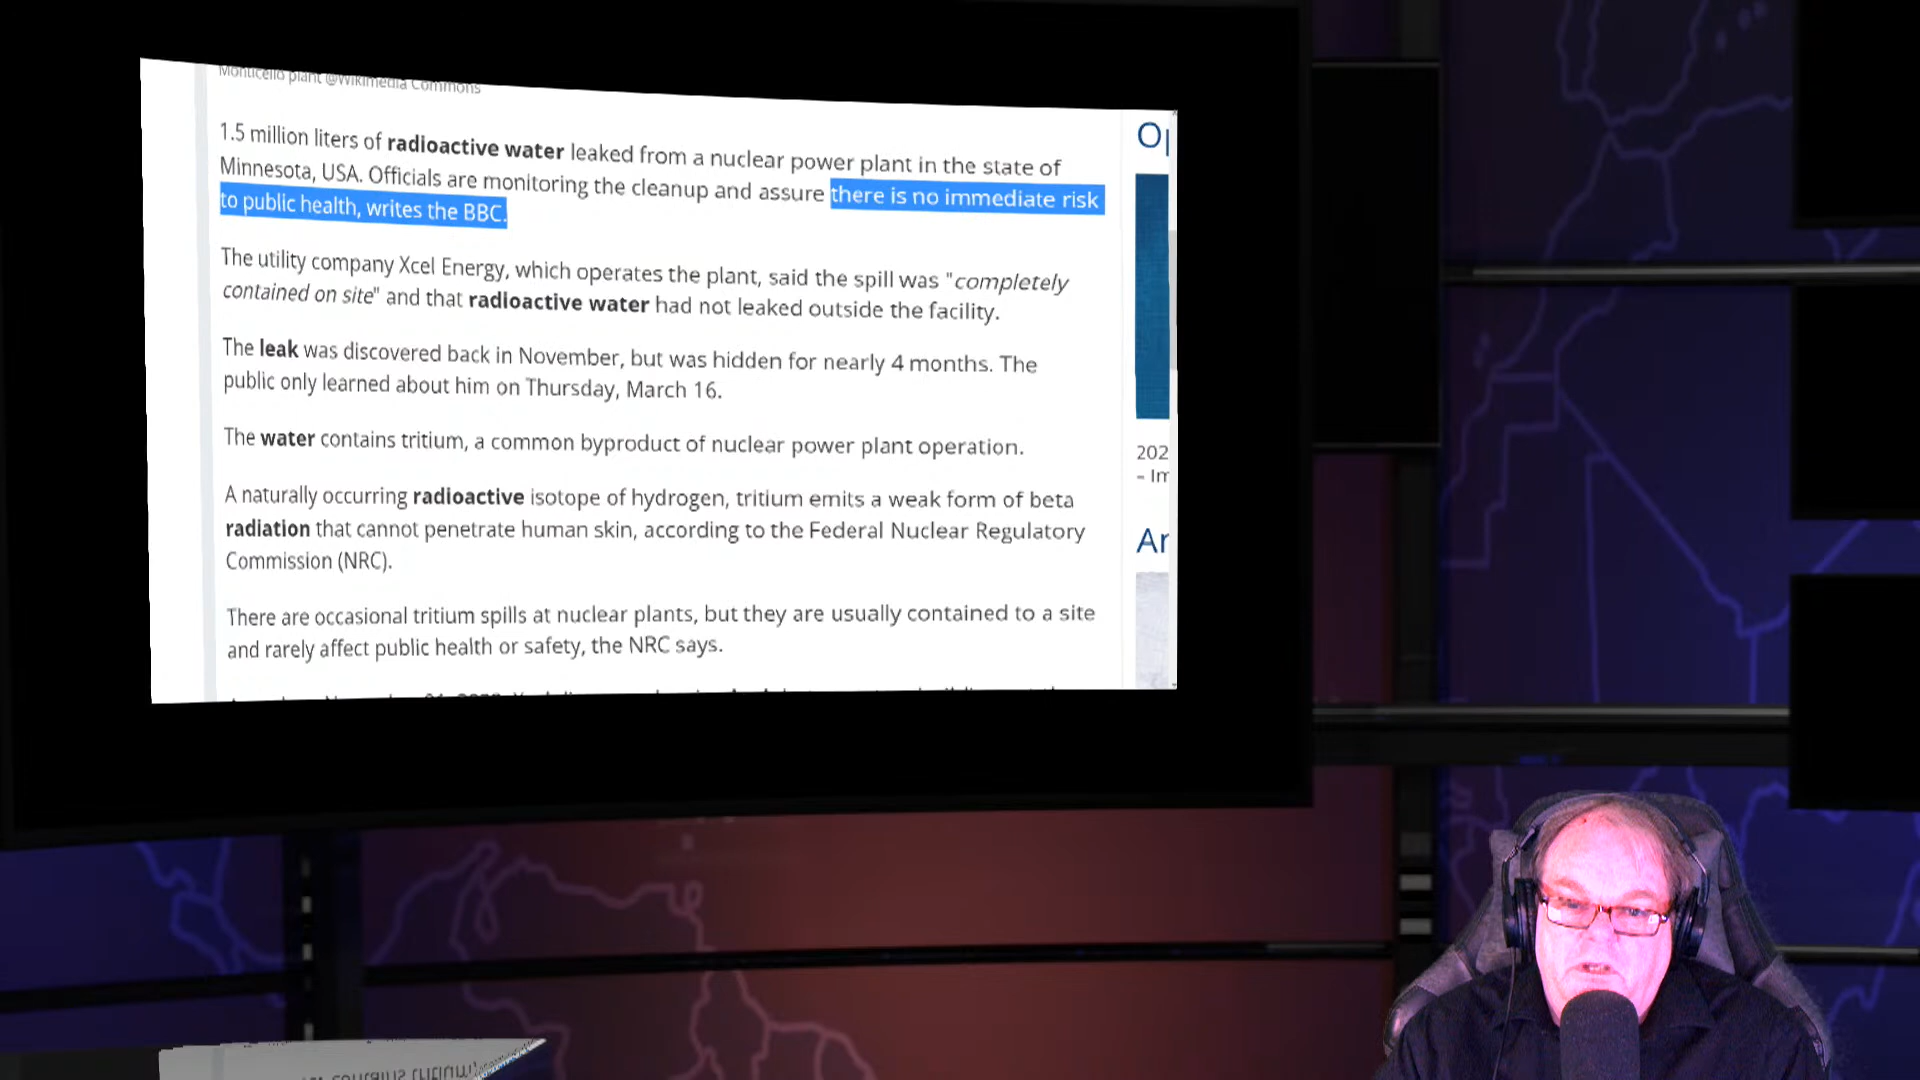 Monticello plant @Wikimedia Commons
1.5 million liters of radioactive water leaked from a nuclear power plant in the state of
Minnesota, USA. Officials are monitoring the cleanup and assure there is no immediate risk
to public health, writes the BBC.
The utility company Xcel Energy, which operates the plant, said the spill was "completely
contained on site" and that radioactive water had not leaked outside the facility.
The leak was discovered back in November, but was hidden for nearly 4 months. The
public only learned about him on Thursday, March 16.
The water contains tritium, a common byproduct of nuclear power plant operation.
A naturally occurring radioactive isotope of hydrogen, tritium emits a weak form of beta
radiation that cannot penetrate human skin, according to the Federal Nuclear Regulatory
Commission (NRC).
There are occasional tritium spills at nuclear plants, but they are usually contained to a site
and rarely affect public health or safety, the NRC says.
Op
202
- Im
Ar